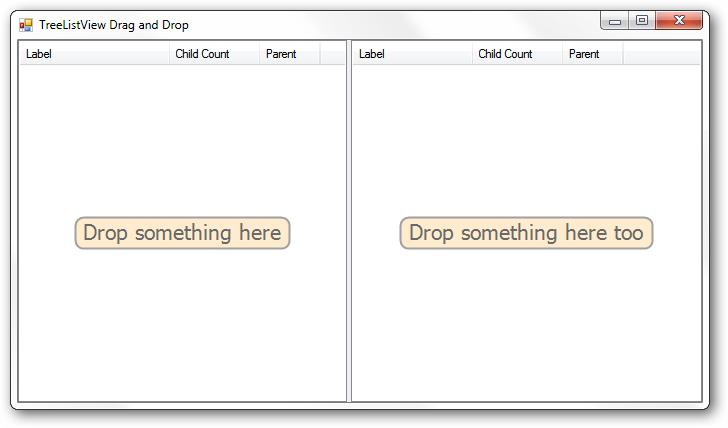 TreeListView Drag and Drop
Label Child Count Parent Label Child Count Parent
Drop something here Drop something here too